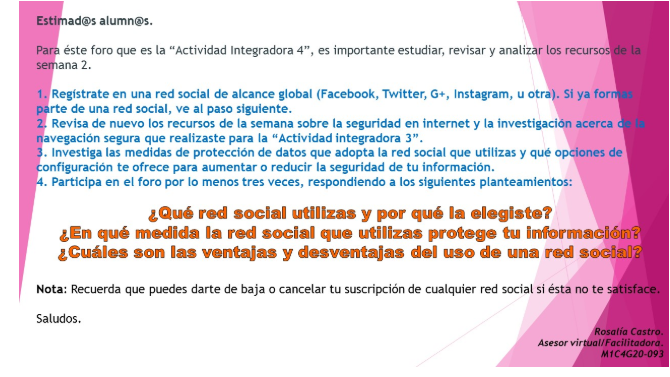 Estimad@s alumn@s.
Para éste foro que es la “Actividad Integradora 4”, es importante estudiar, revisar y analizar los recursos de la
semana 2.
1. Regístrate en una red social de alcance global (Facebook, Twitter, G+, Instagram, u otra). Si ya formas
parte de una red social, ve al paso siguiente.
2. Revisa de nuevo los recursos de la semana sobre la seguridad en internet y la investigación acerca de la
navegación segura que realizaste para la “Actividad integradora 3”.
3. Investiga las medidas de protección de datos que adopta la red social que utilizas y qué opciones de
configuración te ofrece para aumentar o reducir la seguridad de tu información.
4. Participa en el foro por lo menos tres veces, respondiendo a los siguientes planteamientos:
¿Qué red social utilizas y por qué la elegiste?
¿En qué medida la red social que utilizas protege tu información?
¿Cuáles son las ventajas y desventajas del uso de una red social?
Nota: Recuerda que puedes darte de baja o cancelar tu suscripción de cualquier red social si ésta no te satisface.
Saludos.
Rosalía Castro.
Asesor virtual/Facilitadora.
M1C4G20-093